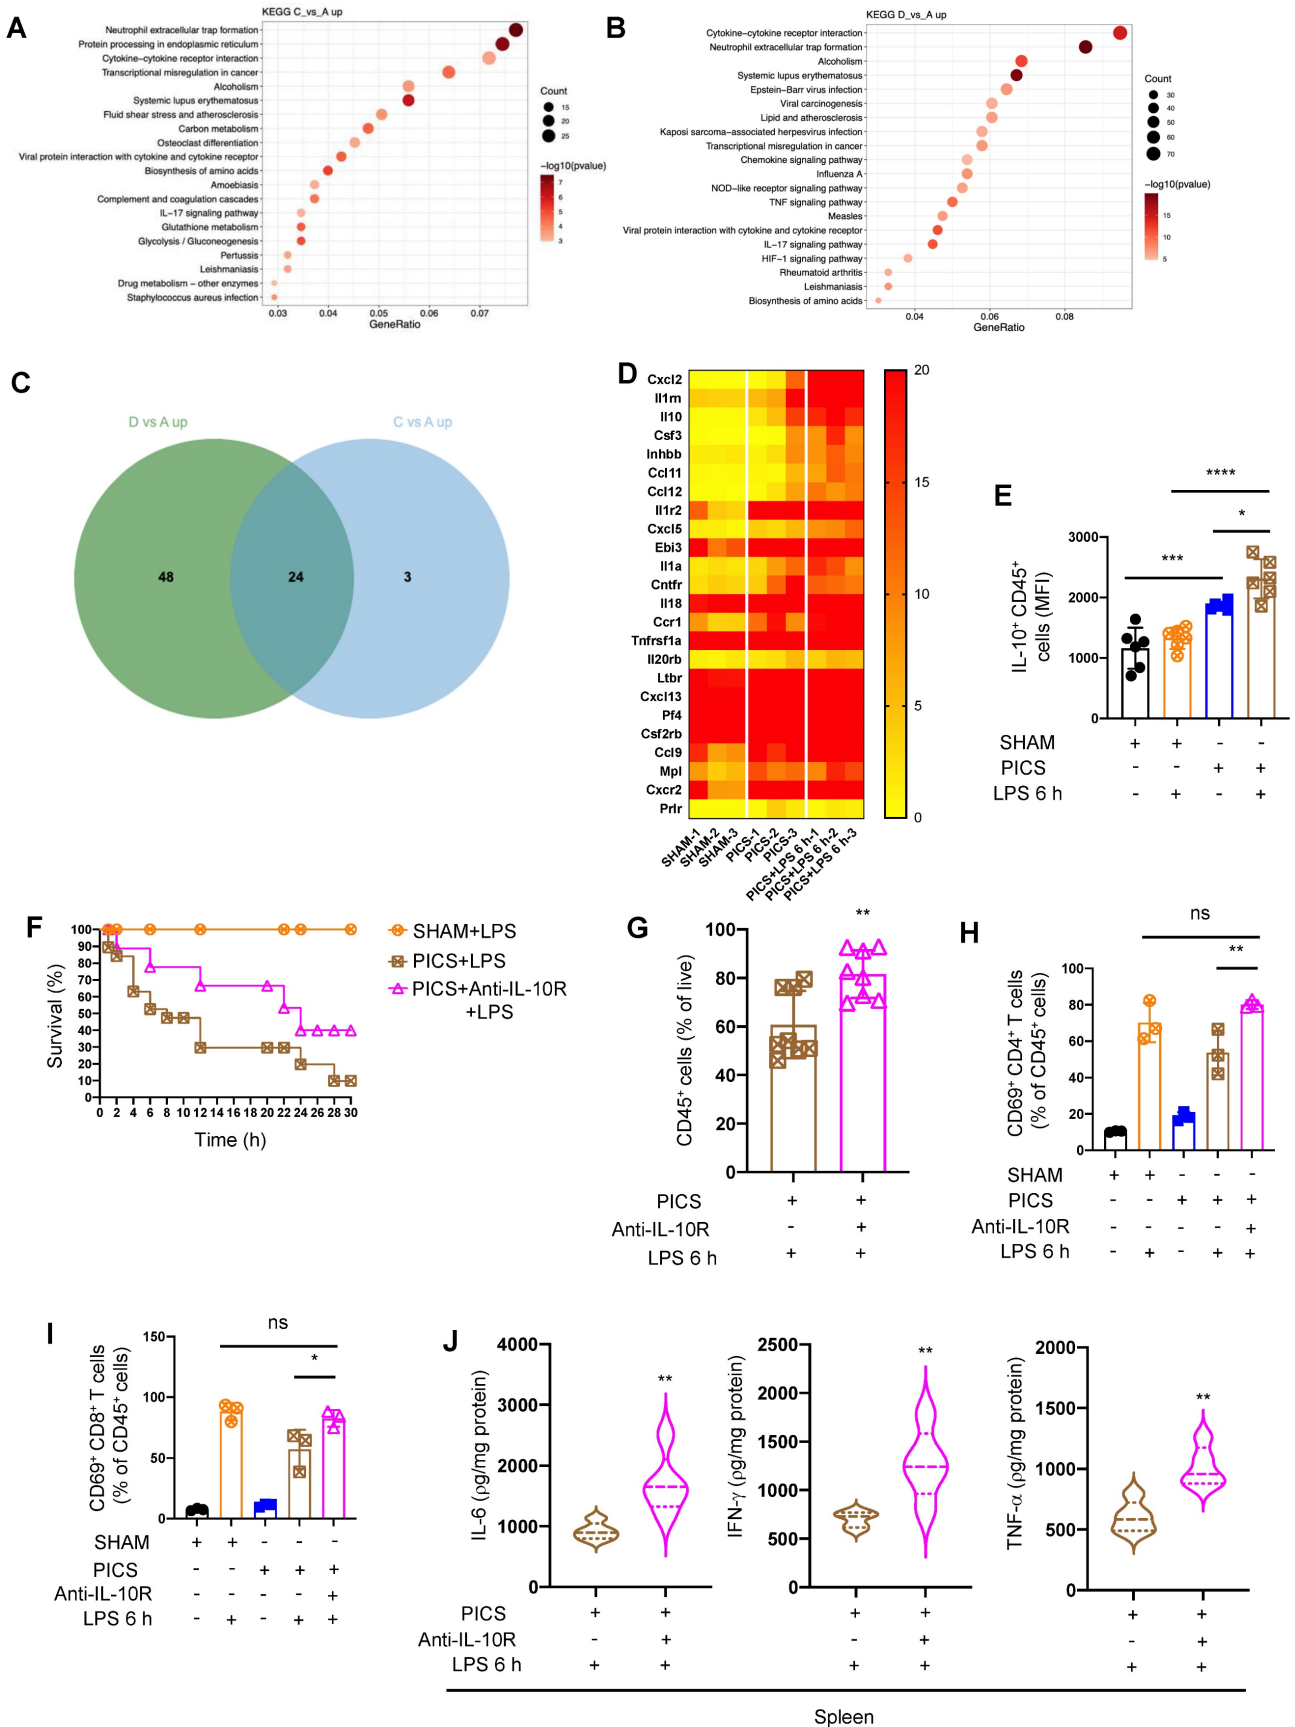 A
KEGG C_vs_A up
Neutrophil extracellular trap formation
Protein processing in endoplasmic reticulum
Cytokine−cytokine receptor interaction
Transcriptional misregulation in cancer
Alcoholism
Systemic lupus erythematosus
Fluid shear stress and atherosclerosis
Carbon metabolism
Osteoclast differentiation
Viral protein interaction with cytokine and cytokine receptor
Biosynthesis of amino acids
Amoebiasis
Complement and coagulation cascades
IL−17 signaling pathway
Glutathione metabolism
Glycolysis / Gluconeogenesis
Pertussis
Leishmaniasis
Drug metabolism − other enzymes
Staphylococcus aureus infection
0.03 0.04 0.05 0.06 0.07
GeneRatio
Count
15
20
25
−log10(pvalue)
7
6
5
4
3
B
KEGG D_vs_A up
Cytokine−cytokine receptor interaction
Neutrophil extracellular trap formation
Alcoholism
Systemic lupus erythematosus
Epstein−Barr virus infection
Viral carcinogenesis
Lipid and atherosclerosis
Kaposi sarcoma−associated herpesvirus infection
Transcriptional misregulation in cancer
Chemokine signaling pathway
Influenza A
NOD−like receptor signaling pathway
TNF signaling pathway
Measles
Viral protein interaction with cytokine and cytokine receptor
IL−17 signaling pathway
HIF−1 signaling pathway
Rheumatoid arthritis
Leishmaniasis
Biosynthesis of amino acids
0.04 0.06 0.08
GeneRatio
Count
30
40
50
60
70
−log10(pvalue)
15
10
5
C
D vs A up
C vs A up
48 24 3
D
Cxcl2
Il1rn
Il10
Csf3
Inhbb
Ccl11
Ccl12
Il1r2
Cxcl5
Ebi3
Il1a
Cntfr
Il18
Ccr1
Tnfrsf1a
Il20rb
Ltbr
Cxcl13
Pf4
Csf2rb
Ccl9
Mpl
Cxcr2
Prlr
SHAM-1
SHAM-2
SHAM-3
PICS-1
PICS-2
PICS-3
PICS+LPS 6 h-1
PICS+LPS 6 h-2
PICS+LPS 6 h-3
20
15
10
5
0
E
IL-10⁺ CD45⁺
cells (MFI)
3000
2000
1000
0
****
*
***
SHAM + + - -
PICS - - + +
LPS 6 h - + - +
F
Survival (%)
100
90
80
70
60
50
40
30
20
10
0
0 2 4 6 8 10 12 14 16 18 20 22 24 26 28 30
Time (h)
SHAM+LPS
PICS+LPS
PICS+Anti-IL-10R
+LPS
G
CD45⁺ cells (% of live)
100
80
60
40
20
0
**
PICS + +
Anti-IL-10R - +
LPS 6 h + +
H
CD69⁺ CD4⁺ T cells
(% of CD45⁺ cells)
100
80
60
40
20
0
ns
**
SHAM + + - - -
PICS - - + + +
Anti-IL-10R - - - - +
LPS 6 h - + - + +
I
CD69⁺ CD8⁺ T cells
(% of CD45⁺ cells)
150
100
50
0
ns
*
SHAM + + - - -
PICS - - + + +
Anti-IL-10R - - - - +
LPS 6 h - + - + +
J
IL-6 (ρg/mg protein)
4000
3000
2000
1000
0
**
IFN-γ (ρg/mg protein)
2500
2000
1500
1000
500
0
**
TNF-α (ρg/mg protein)
2000
1500
1000
500
0
**
PICS + + + + + +
Anti-IL-10R - + - + - +
LPS 6 h + + + + + +
Spleen